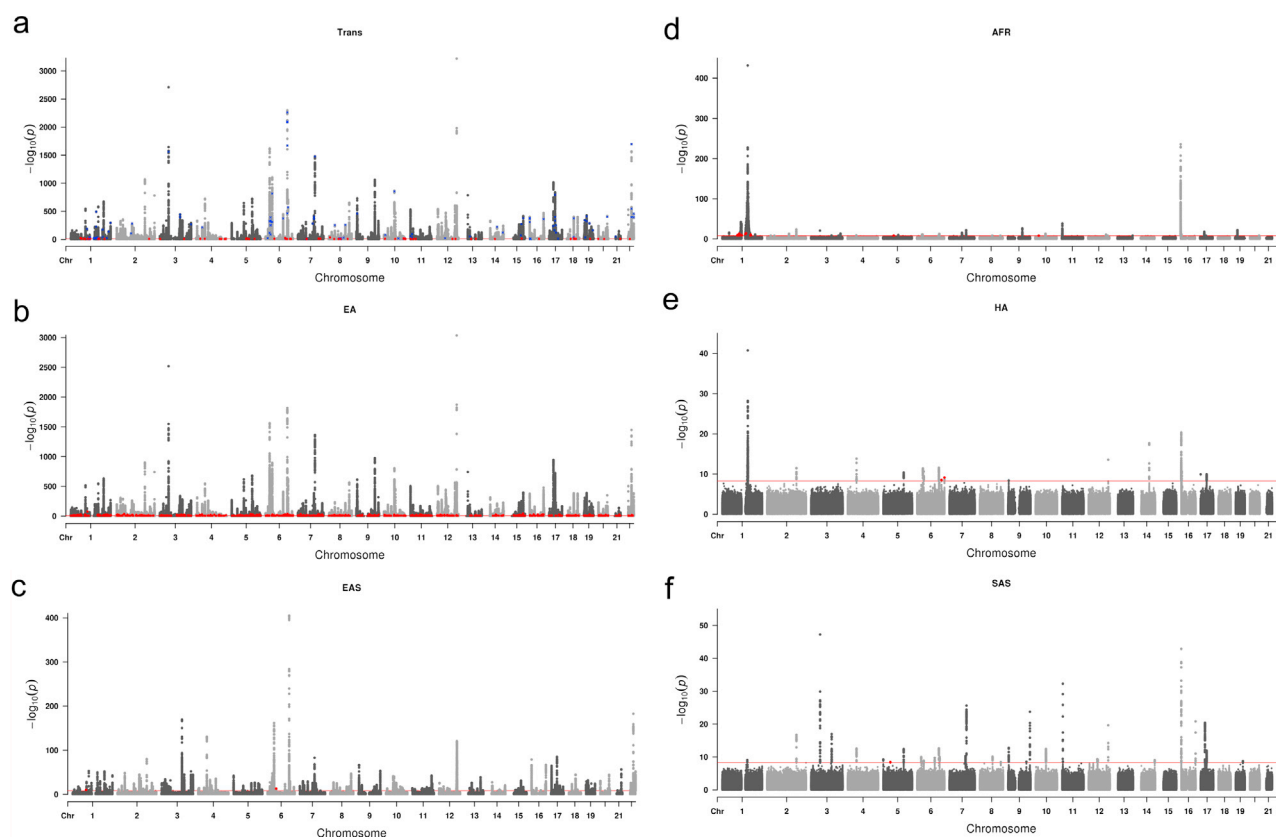 a
Trans
3000
2500
2000
1500
1000
500
0
−log10(p)
Chr 1 2 3 4 5 6 7 8 9 10 11 12 13 14 15 16 17 18 19 21
Chromosome
b
EA
3000
2500
2000
1500
1000
500
0
−log10(p)
Chr 1 2 3 4 5 6 7 8 9 10 11 12 13 14 15 16 17 18 19 21
Chromosome
c
EAS
400
300
200
100
0
−log10(p)
Chr 1 2 3 4 5 6 7 8 9 10 11 12 13 14 15 16 17 18 19 21
Chromosome
d
AFR
400
300
200
100
0
−log10(p)
Chr 1 2 3 4 5 6 7 8 9 10 11 12 13 14 15 16 17 18 19 21
Chromosome
e
HA
40
30
20
10
0
−log10(p)
Chr 1 2 3 4 5 6 7 8 9 10 11 12 13 14 15 16 17 18 19 21
Chromosome
f
SAS
50
40
30
20
10
0
−log10(p)
Chr 1 2 3 4 5 6 7 8 9 10 11 12 13 14 15 16 17 18 19 21
Chromosome